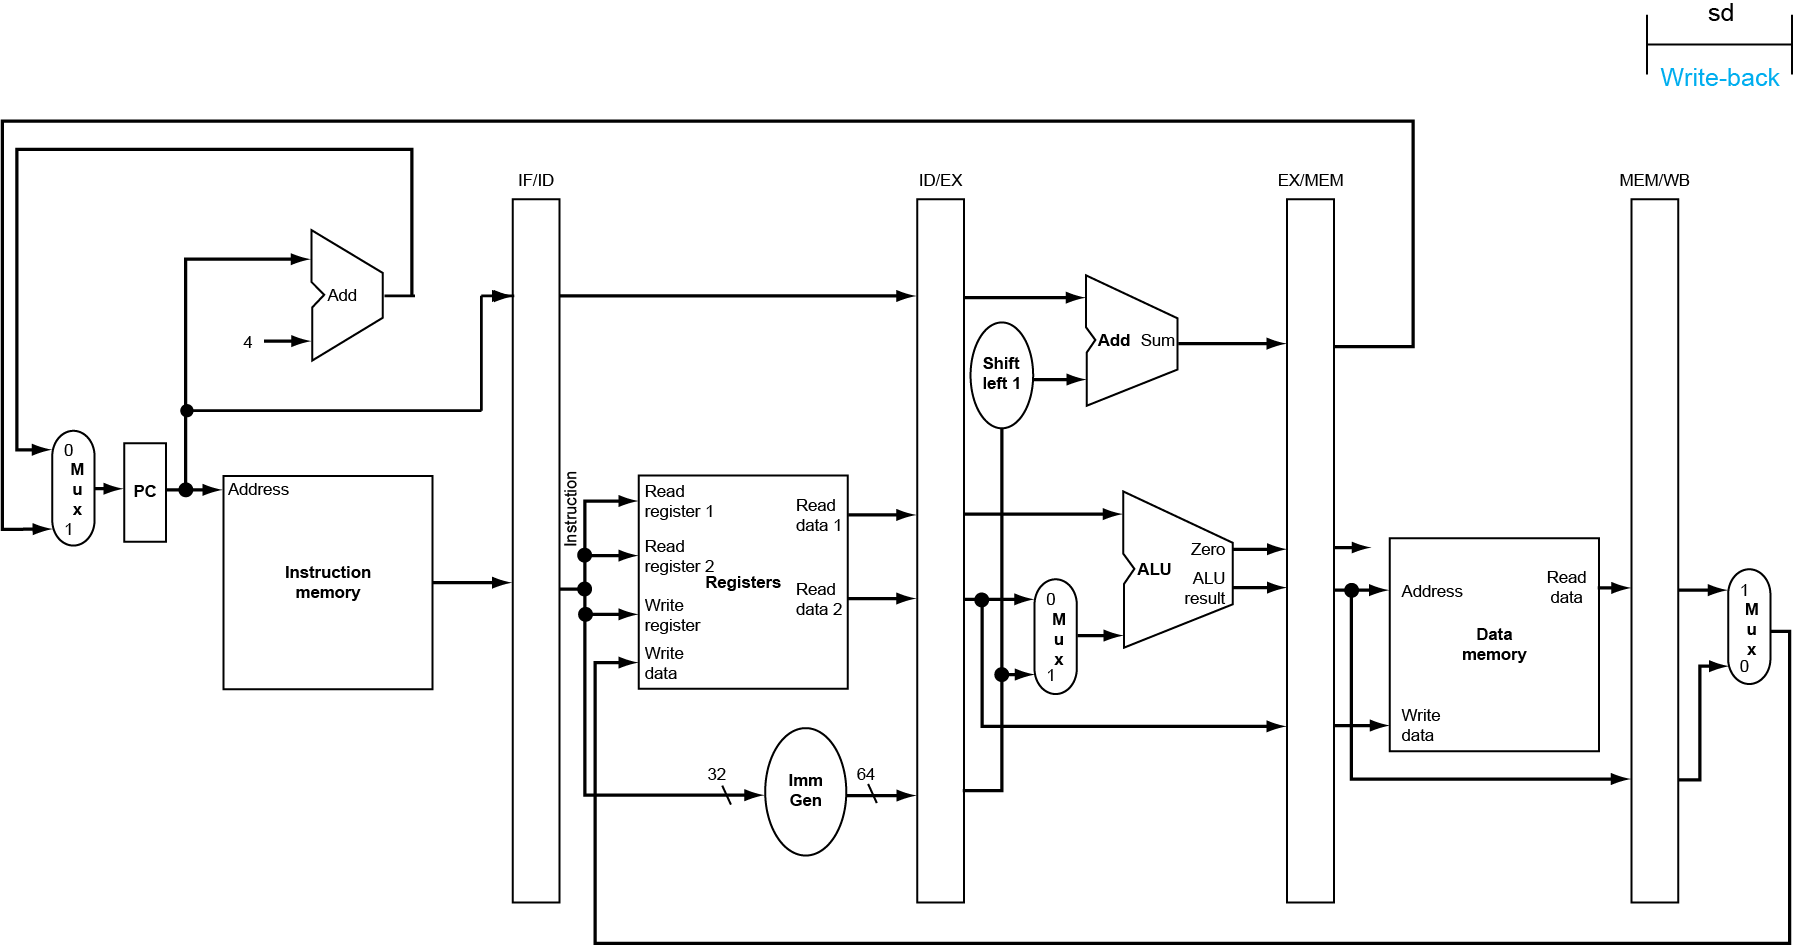 sd
Write-back
IF/ID
ID/EX
EX/MEM
MEM/WB
Add
4
0
M
u
x
1
PC
Address
Instruction
memory
Instruction
Read
register 1
Read
register 2
Write
register
Write
data
Registers
Read
data 1
Read
data 2
32
Imm
Gen
64
Shift
left 1
Add Sum
0
M
u
x
1
ALU
Zero
ALU
result
Address
Write
data
Data
memory
Read
data
1
M
u
x
0